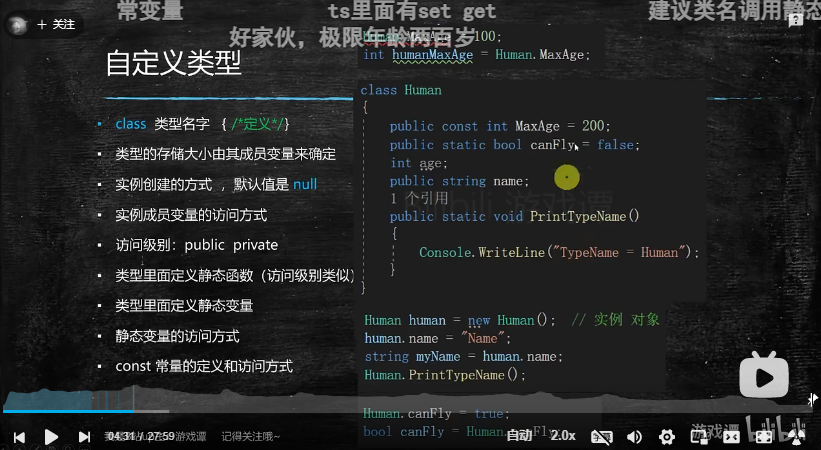 常变量
ts里面有set get
建议类名调用静态
+ 关注
好家伙，极限年龄两百岁
= 100;
int humanMaxAge = Human.MaxAge;
自定义类型
class 类型名字 { /*定义*/}
类型的存储大小由其成员变量来确定
实例创建的方式 ，默认值是 null
实例成员变量的访问方式
访问级别：public private
类型里面定义静态函数（访问级别类似）
类型里面定义静态变量
静态变量的访问方式
const 常量的定义和访问方式
class Human
{
public const int MaxAge = 200;
public static bool canFly = false;
int age;
public string name;
1 个引用
public static void PrintTypeName()
{
Console.WriteLine("TypeName = Human");
}
}
Human human = new Human(); // 实例 对象
human.name = "Name";
string myName = human.name;
Human.PrintTypeName();
Human.canFly = true;
bool canFly = Human.canFly;
04:31 / 27:59
游戏谭 记得关注哦~
自动
2.0x
游戏谭
bilibili